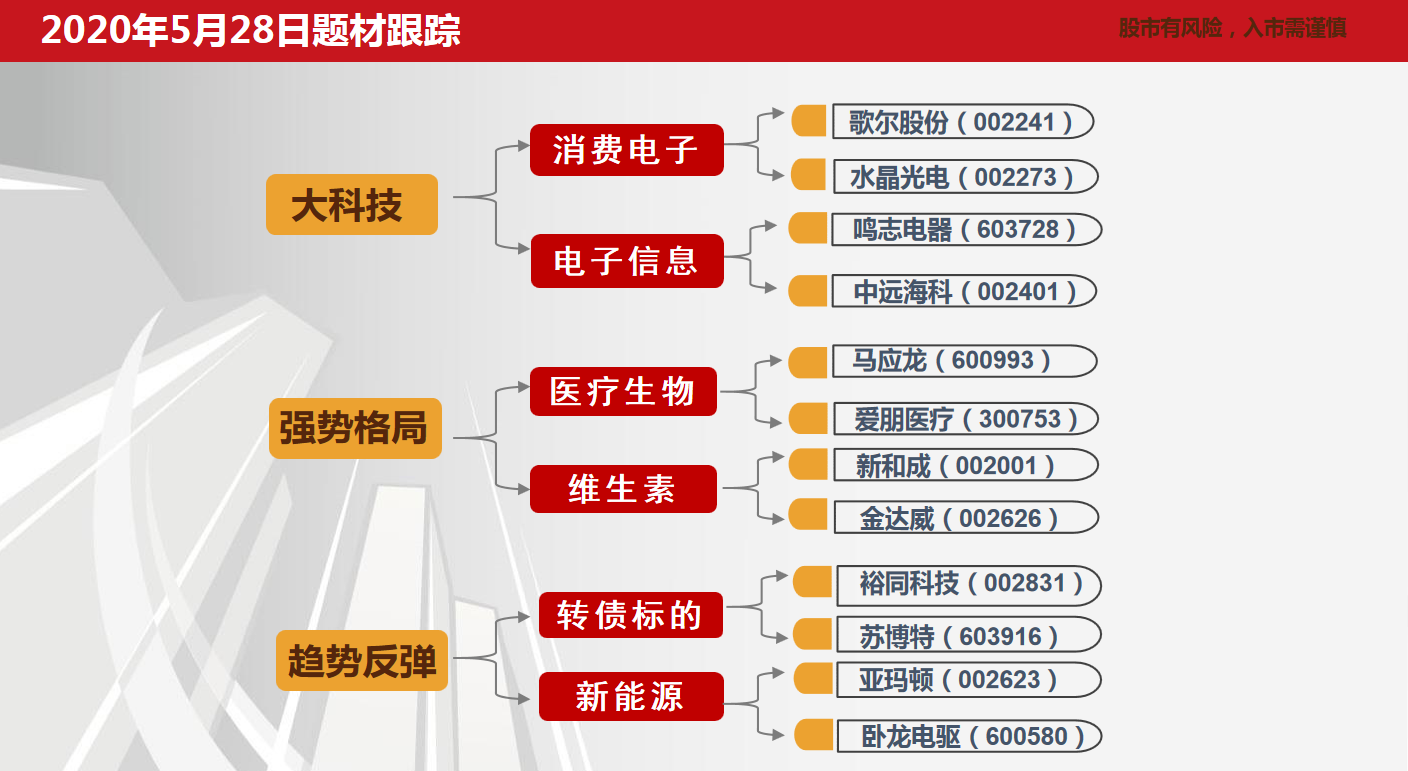 2020年5月28日题材跟踪
股市有风险，入市需谨慎
大科技
消费电子
歌尔股份（002241）
水晶光电（002273）
电子信息
鸣志电器（603728）
中远海科（002401）
强势格局
医疗生物
马应龙（600993）
爱朋医疗（300753）
维生素
新和成（002001）
金达威（002626）
趋势反弹
转债标的
裕同科技（002831）
苏博特（603916）
新能源
亚玛顿（002623）
卧龙电驱（600580）